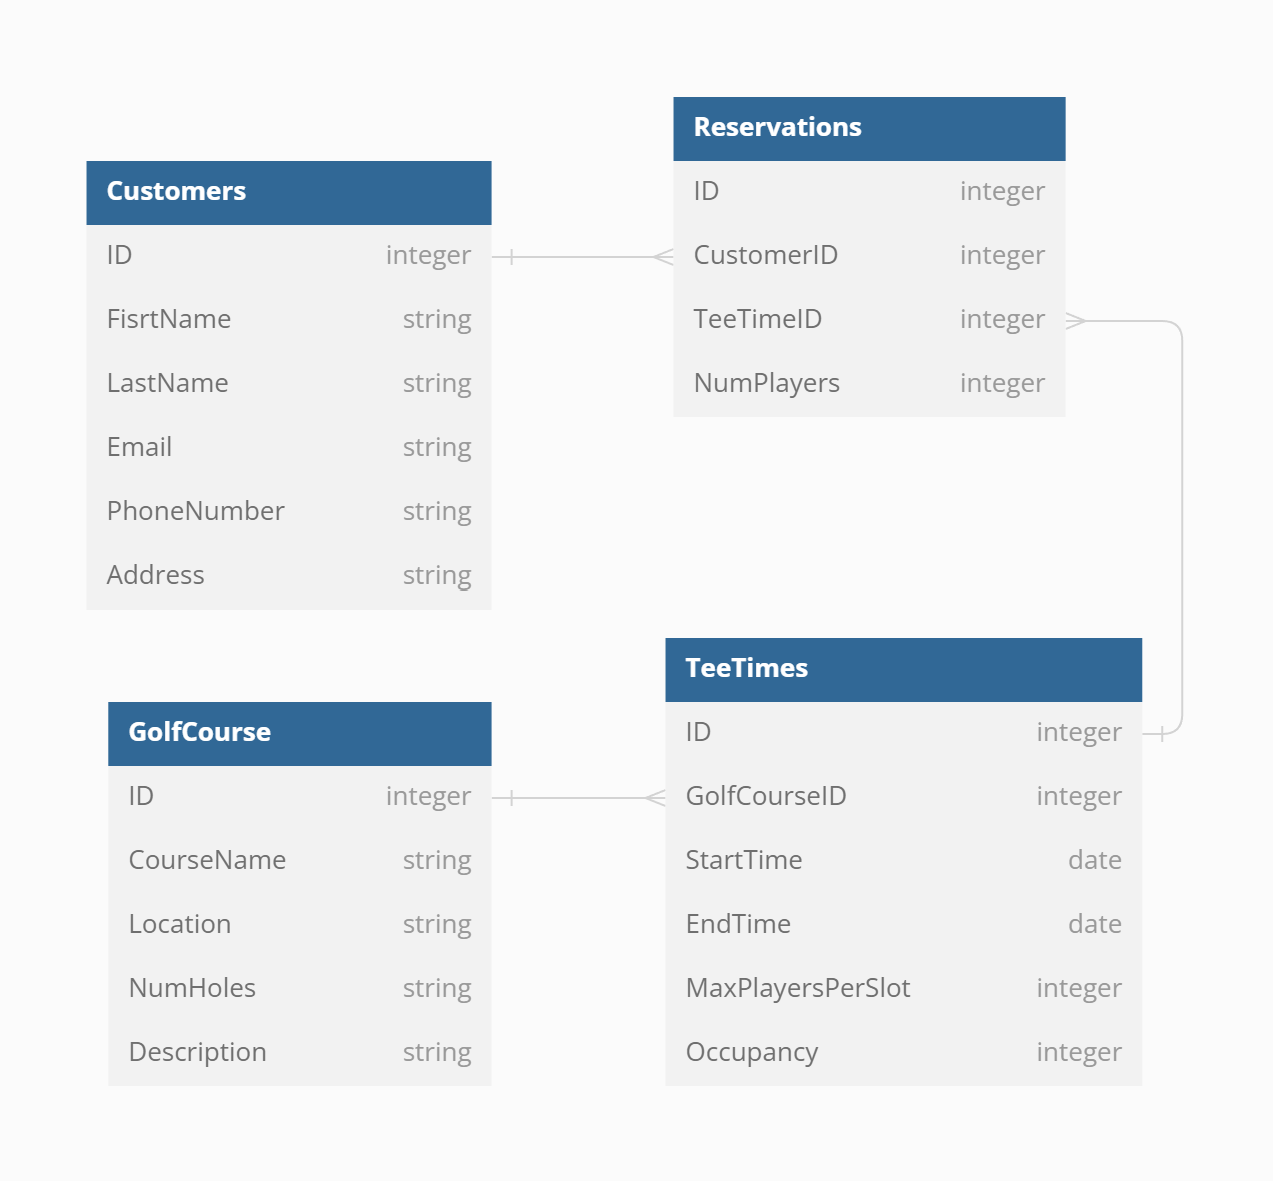 Customers
ID integer
FisrtName string
LastName string
Email string
PhoneNumber string
Address string
Reservations
ID integer
CustomerID integer
TeeTimeID integer
NumPlayers integer
GolfCourse
ID integer
CourseName string
Location string
NumHoles string
Description string
TeeTimes
ID integer
GolfCourseID integer
StartTime date
EndTime date
MaxPlayersPerSlot integer
Occupancy integer